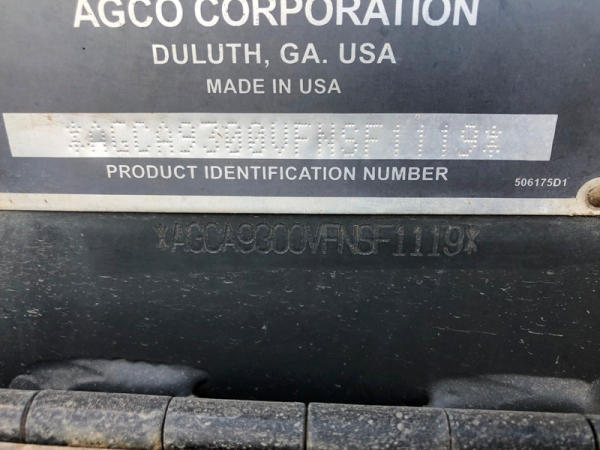 AGCO CORPORATION
DULUTH, GA. USA
MADE IN USA
*AGCA9300VFNSF1119*
PRODUCT IDENTIFICATION NUMBER
506175D1
*AGCA9300VFNSF1119*